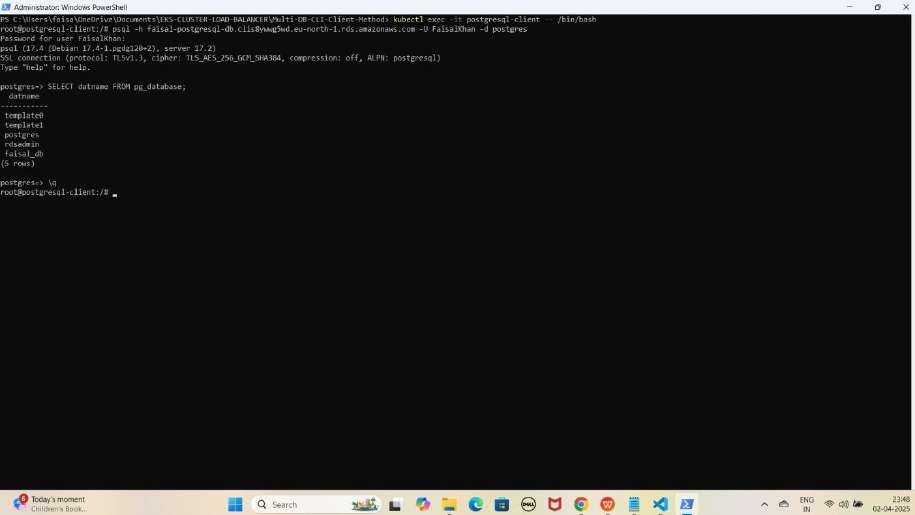 Administrator: Windows PowerShell
PS C:\Users\faisa\OneDrive\Documents\EKS-CLUSTER-LOAD-BALANCER\Multi-DB-CLI-Client-Method> kubectl exec -it postgresql-client -- /bin/bash
root@postgresql-client:/# psql -h faisal-postgresql-db.ciis8ywwg5wd.eu-north-1.rds.amazonaws.com -U FaisalKhan -d postgres
Password for user FaisalKhan:
psql (17.4 (Debian 17.4-1.pgdg120+2), server 17.2)
SSL connection (protocol: TLSv1.3, cipher: TLS_AES_256_GCM_SHA384, compression: off, ALPN: postgresql)
Type "help" for help.
postgres=> SELECT datname FROM pg_database;
datname
-----------
template0
template1
postgres
rdsadmin
faisal_db
(5 rows)
postgres=> \q
root@postgresql-client:/#
6
Today's moment
Children's Book...
Search
DELL
W
ENG
IN
23:48
02-04-2025